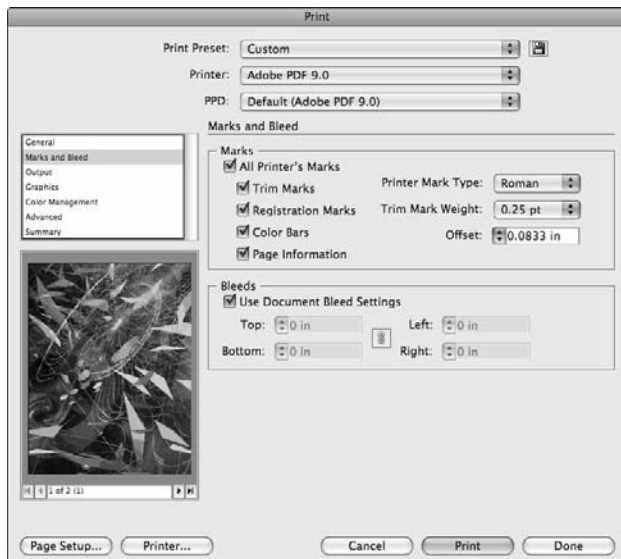 Print
Print Preset: Custom
Printer: Adobe PDF 9.0
PPD: Default (Adobe PDF 9.0)
General
Marks and Bleed
Output
Graphics
Color Management
Advanced
Summary
1 of 2 (1)
Marks and Bleed
Marks
All Printer's Marks
Trim Marks
Registration Marks
Color Bars
Page Information
Printer Mark Type: Roman
Trim Mark Weight: 0.25 pt
Offset: 0.0833 in
Bleeds
Use Document Bleed Settings
Top: 0 in Left: 0 in
Bottom: 0 in Right: 0 in
Page Setup... Printer... Cancel Print Done